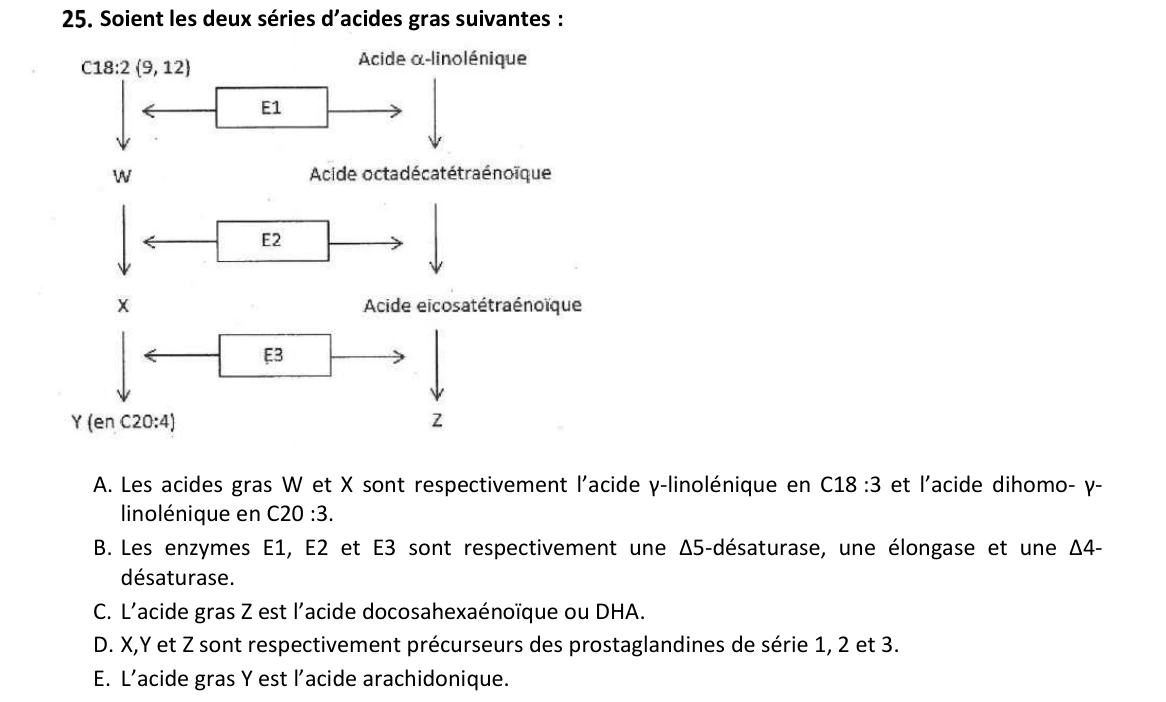 25. Soient les deux séries d’acides gras suivantes :
C18:2 (9, 12)
Acide α-linolénique
E1
W
Acide octadécatétraénoïque
E2
X
Acide eicosatétraénoïque
E3
Y (en C20:4)
Z
A. Les acides gras W et X sont respectivement l’acide γ-linolénique en C18 :3 et l’acide dihomo- γ-
linolénique en C20 :3.
B. Les enzymes E1, E2 et E3 sont respectivement une Δ5-désaturase, une élongase et une Δ4-
désaturase.
C. L’acide gras Z est l’acide docosahexaénoïque ou DHA.
D. X,Y et Z sont respectivement précurseurs des prostaglandines de série 1, 2 et 3.
E. L’acide gras Y est l’acide arachidonique.